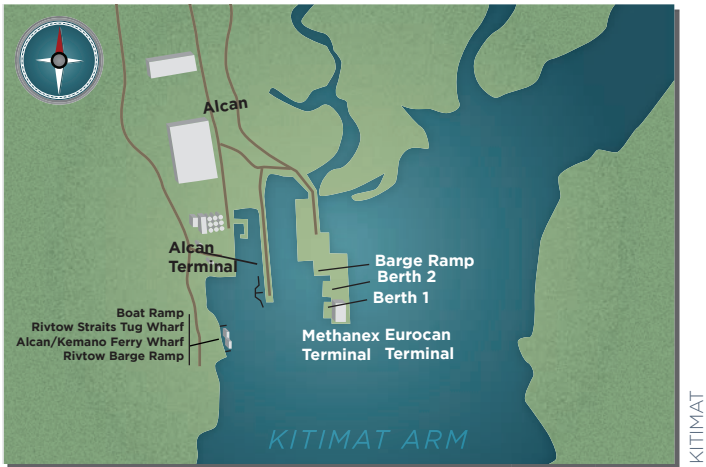 Alcan
Alcan
Terminal
Barge Ramp
Berth 2
Berth 1
Boat Ramp
Rivtow Straits Tug Wharf
Alcan/Kemano Ferry Wharf
Rivtow Barge Ramp
Methanex
Terminal
Eurocan
Terminal
KITIMAT ARM
KITIMAT